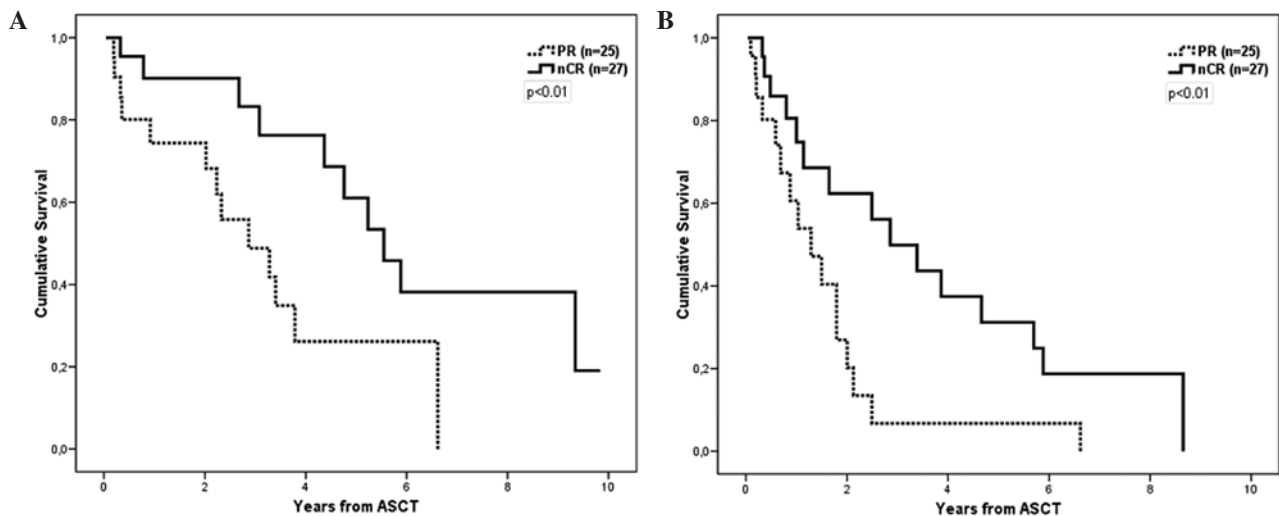 A
PR (n=25)
nCR (n=27)
p<0.01
Cumulative Survival
1,0
0,8
0,6
0,4
0,2
0,0
0 2 4 6 8 10
Years from ASCT
B
PR (n=25)
nCR (n=27)
p<0.01
Cumulative Survival
1,0
0,8
0,6
0,4
0,2
0,0
0 2 4 6 8 10
Years from ASCT